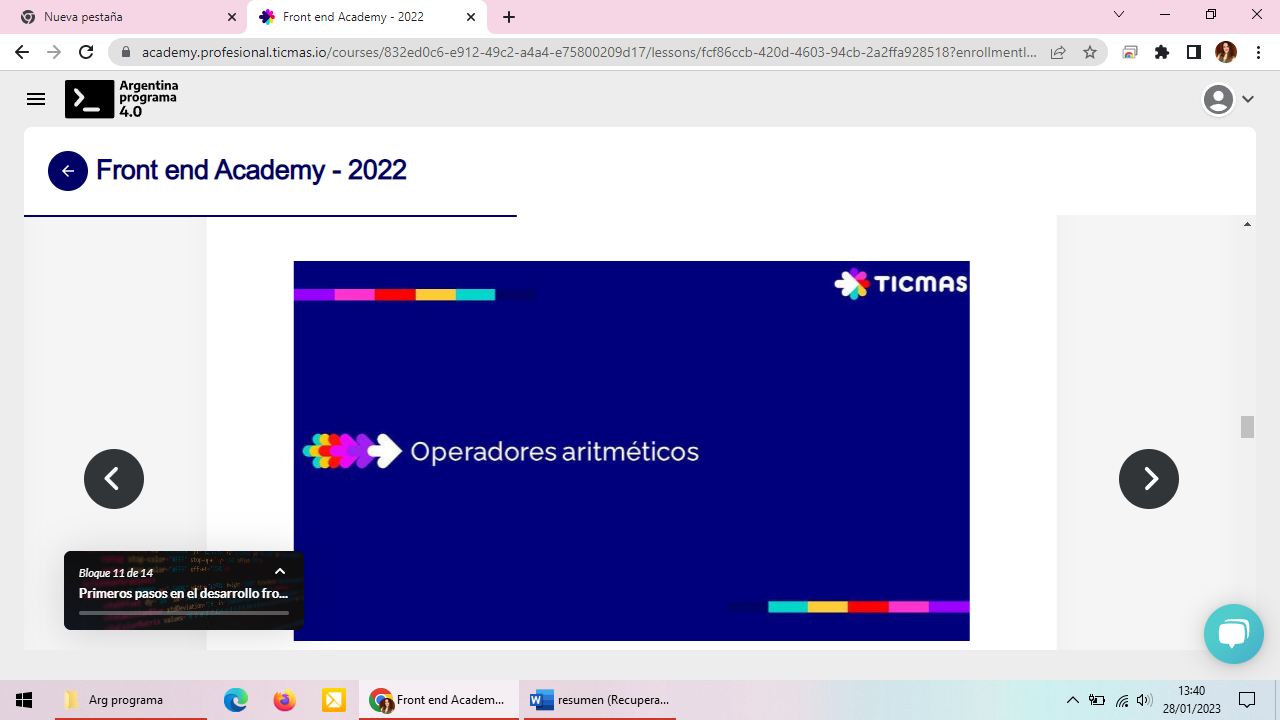 Nueva pestaña
Front end Academy - 2022
academy.profesional.ticmas.io/courses/832ed0c6-e912-49c2-a4a4-e75800209d17/lessons/fcf6f6ccb-420d-4603-94cb-2a2ffa928518?enrollmentI...
Argentina
programa
4.0
Front end Academy - 2022
TICMAS
Operadores aritméticos
Bloque 11 de 14
Primeros pasos en el desarrollo fro...
Arg programa
Front end Academ...
resumen (Recupera...
13:40
28/01/2023